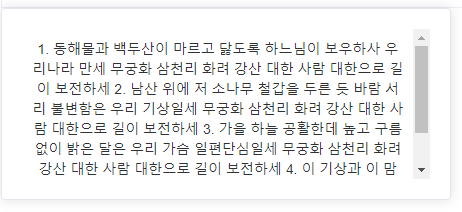 1. 동해물과 백두산이 마르고 닳도록 하느님이 보우하사 우
리나라 만세 무궁화 삼천리 화려 강산 대한 사람 대한으로 길
이 보전하세 2. 남산 위에 저 소나무 철갑을 두른 듯 바람 서
리 불변함은 우리 기상일세 무궁화 삼천리 화려 강산 대한 사
람 대한으로 길이 보전하세 3. 가을 하늘 공활한데 높고 구름
없이 밝은 달은 우리 가슴 일편단심일세 무궁화 삼천리 화려
강산 대한 사람 대한으로 길이 보전하세 4. 이 기상과 이 맘